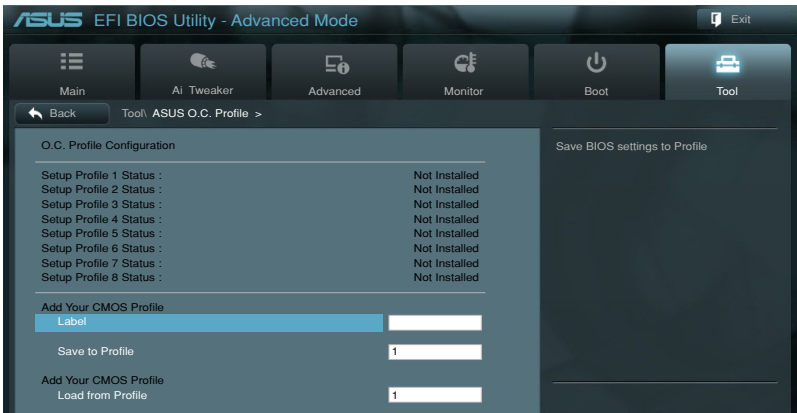 ASUS EFI BIOS Utility - Advanced Mode
Exit
Main
Ai Tweaker
Advanced
Monitor
Boot
Tool
Back
Tool\ ASUS O.C. Profile >
O.C. Profile Configuration
Save BIOS settings to Profile
Setup Profile 1 Status : Not Installed
Setup Profile 2 Status : Not Installed
Setup Profile 3 Status : Not Installed
Setup Profile 4 Status : Not Installed
Setup Profile 5 Status : Not Installed
Setup Profile 6 Status : Not Installed
Setup Profile 7 Status : Not Installed
Setup Profile 8 Status : Not Installed
Add Your CMOS Profile
Label
Save to Profile 1
Add Your CMOS Profile
Load from Profile 1